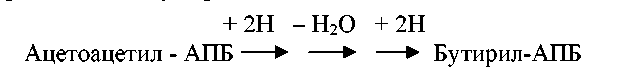 + 2H – H₂O + 2H
Ацетоацетил - АПБ ⟶ ⟶ ⟶ Бутирил-АПБ